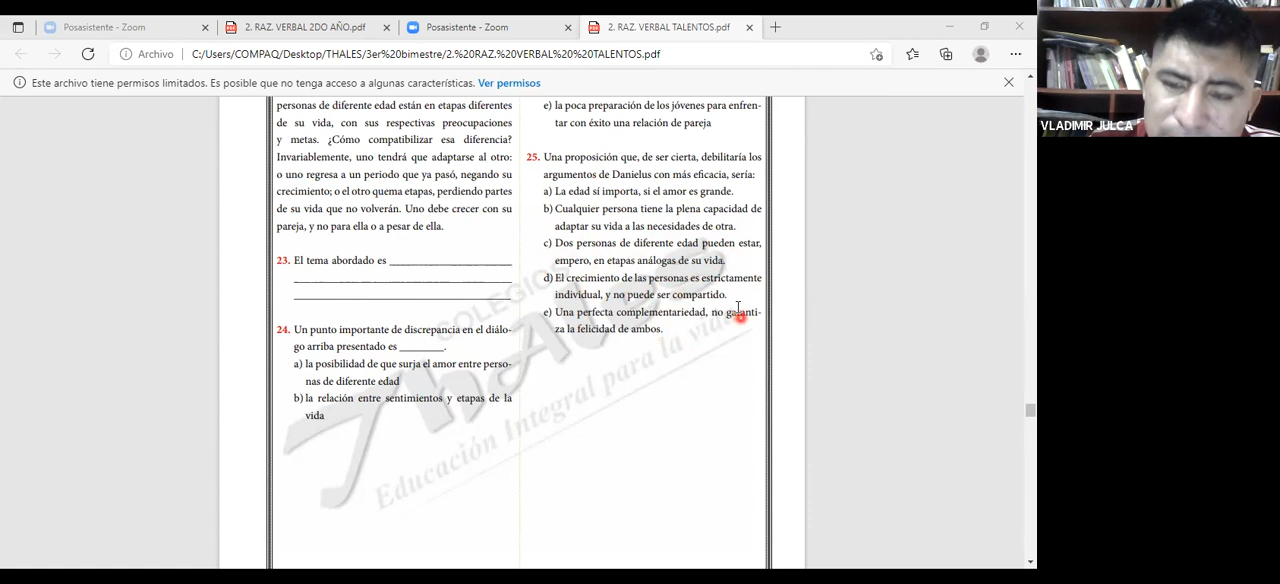 Posasistente - Zoom
2. RAZ. VERBAL 2DO AÑO.pdf
Posasistente - Zoom
2. RAZ. VERBAL TALENTOS.pdf
Archivo
C:/Users/COMPAQ/Desktop/THALES/3er%20bimestre/2.%20RAZ.%20VERBAL%20%20TALENTOS.pdf
Este archivo tiene permisos limitados. Es posible que no tenga acceso a algunas características. Ver permisos
VLADIMIR JULCA
personas de diferente edad están en etapas diferentes
de su vida, con sus respectivas preocupaciones
y metas. ¿Cómo compatibilizar esa diferencia?
Invariablemente, uno tendrá que adaptarse al otro:
o uno regresa a un periodo que ya pasó, negando su
crecimiento; o el otro quema etapas, perdiendo partes
de su vida que no volverán. Uno debe crecer con su
pareja, y no para ella o a pesar de ella.
23. El tema abordado es ____________________
____________________
____________________
24. Un punto importante de discrepancia en el diálo-
go arriba presentado es ________.
a) la posibilidad de que surja el amor entre perso-
nas de diferente edad
b) la relación entre sentimientos y etapas de la
vida
e) la poca preparación de los jóvenes para enfren-
tar con éxito una relación de pareja
25. Una proposición que, de ser cierta, debilitaría los
argumentos de Danielus con más eficacia, sería:
a) La edad sí importa, si el amor es grande.
b) Cualquier persona tiene la plena capacidad de
adaptar su vida a las necesidades de otra.
c) Dos personas de diferente edad pueden estar,
empero, en etapas análogas de su vida.
d) El crecimiento de las personas es estrictamente
individual, y no puede ser compartido.
e) Una perfecta complementariedad, no garanti-
za la felicidad de ambos.
COLEGIOS
Thales
Educación Integral para la vida